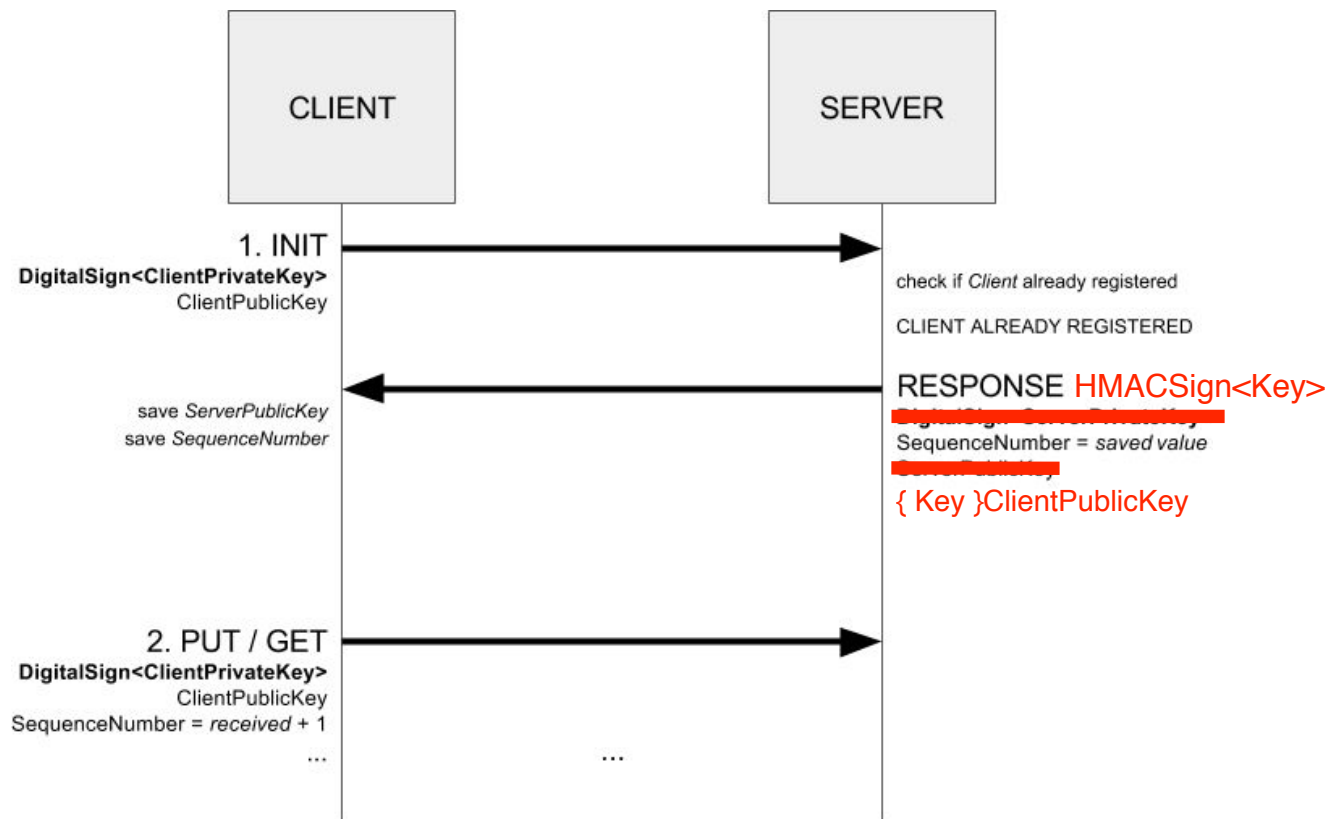 CLIENT
SERVER
1. INIT
DigitalSign<ClientPrivateKey>
ClientPublicKey
check if Client already registered
CLIENT ALREADY REGISTERED
RESPONSE HMACSign<Key>
save ServerPublicKey
save SequenceNumber
SequenceNumber = saved value
{ Key }ClientPublicKey
2. PUT / GET
DigitalSign<ClientPrivateKey>
ClientPublicKey
SequenceNumber = received + 1
...
...